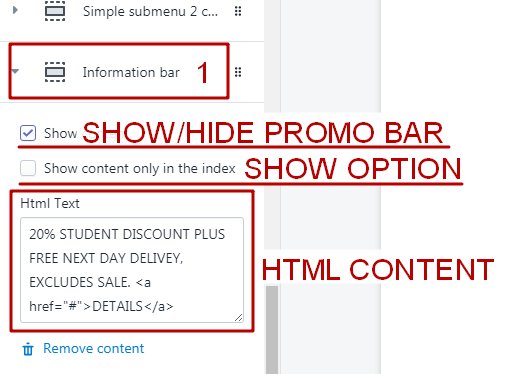 Simple submenu 2 c...
Information bar 1
Show SHOW/HIDE PROMO BAR
Show content only in the index SHOW OPTION
Html Text
20% STUDENT DISCOUNT PLUS
FREE NEXT DAY DELIVEY,
EXCLUDES SALE. <a
href="#">DETAILS</a>
HTML CONTENT
Remove content